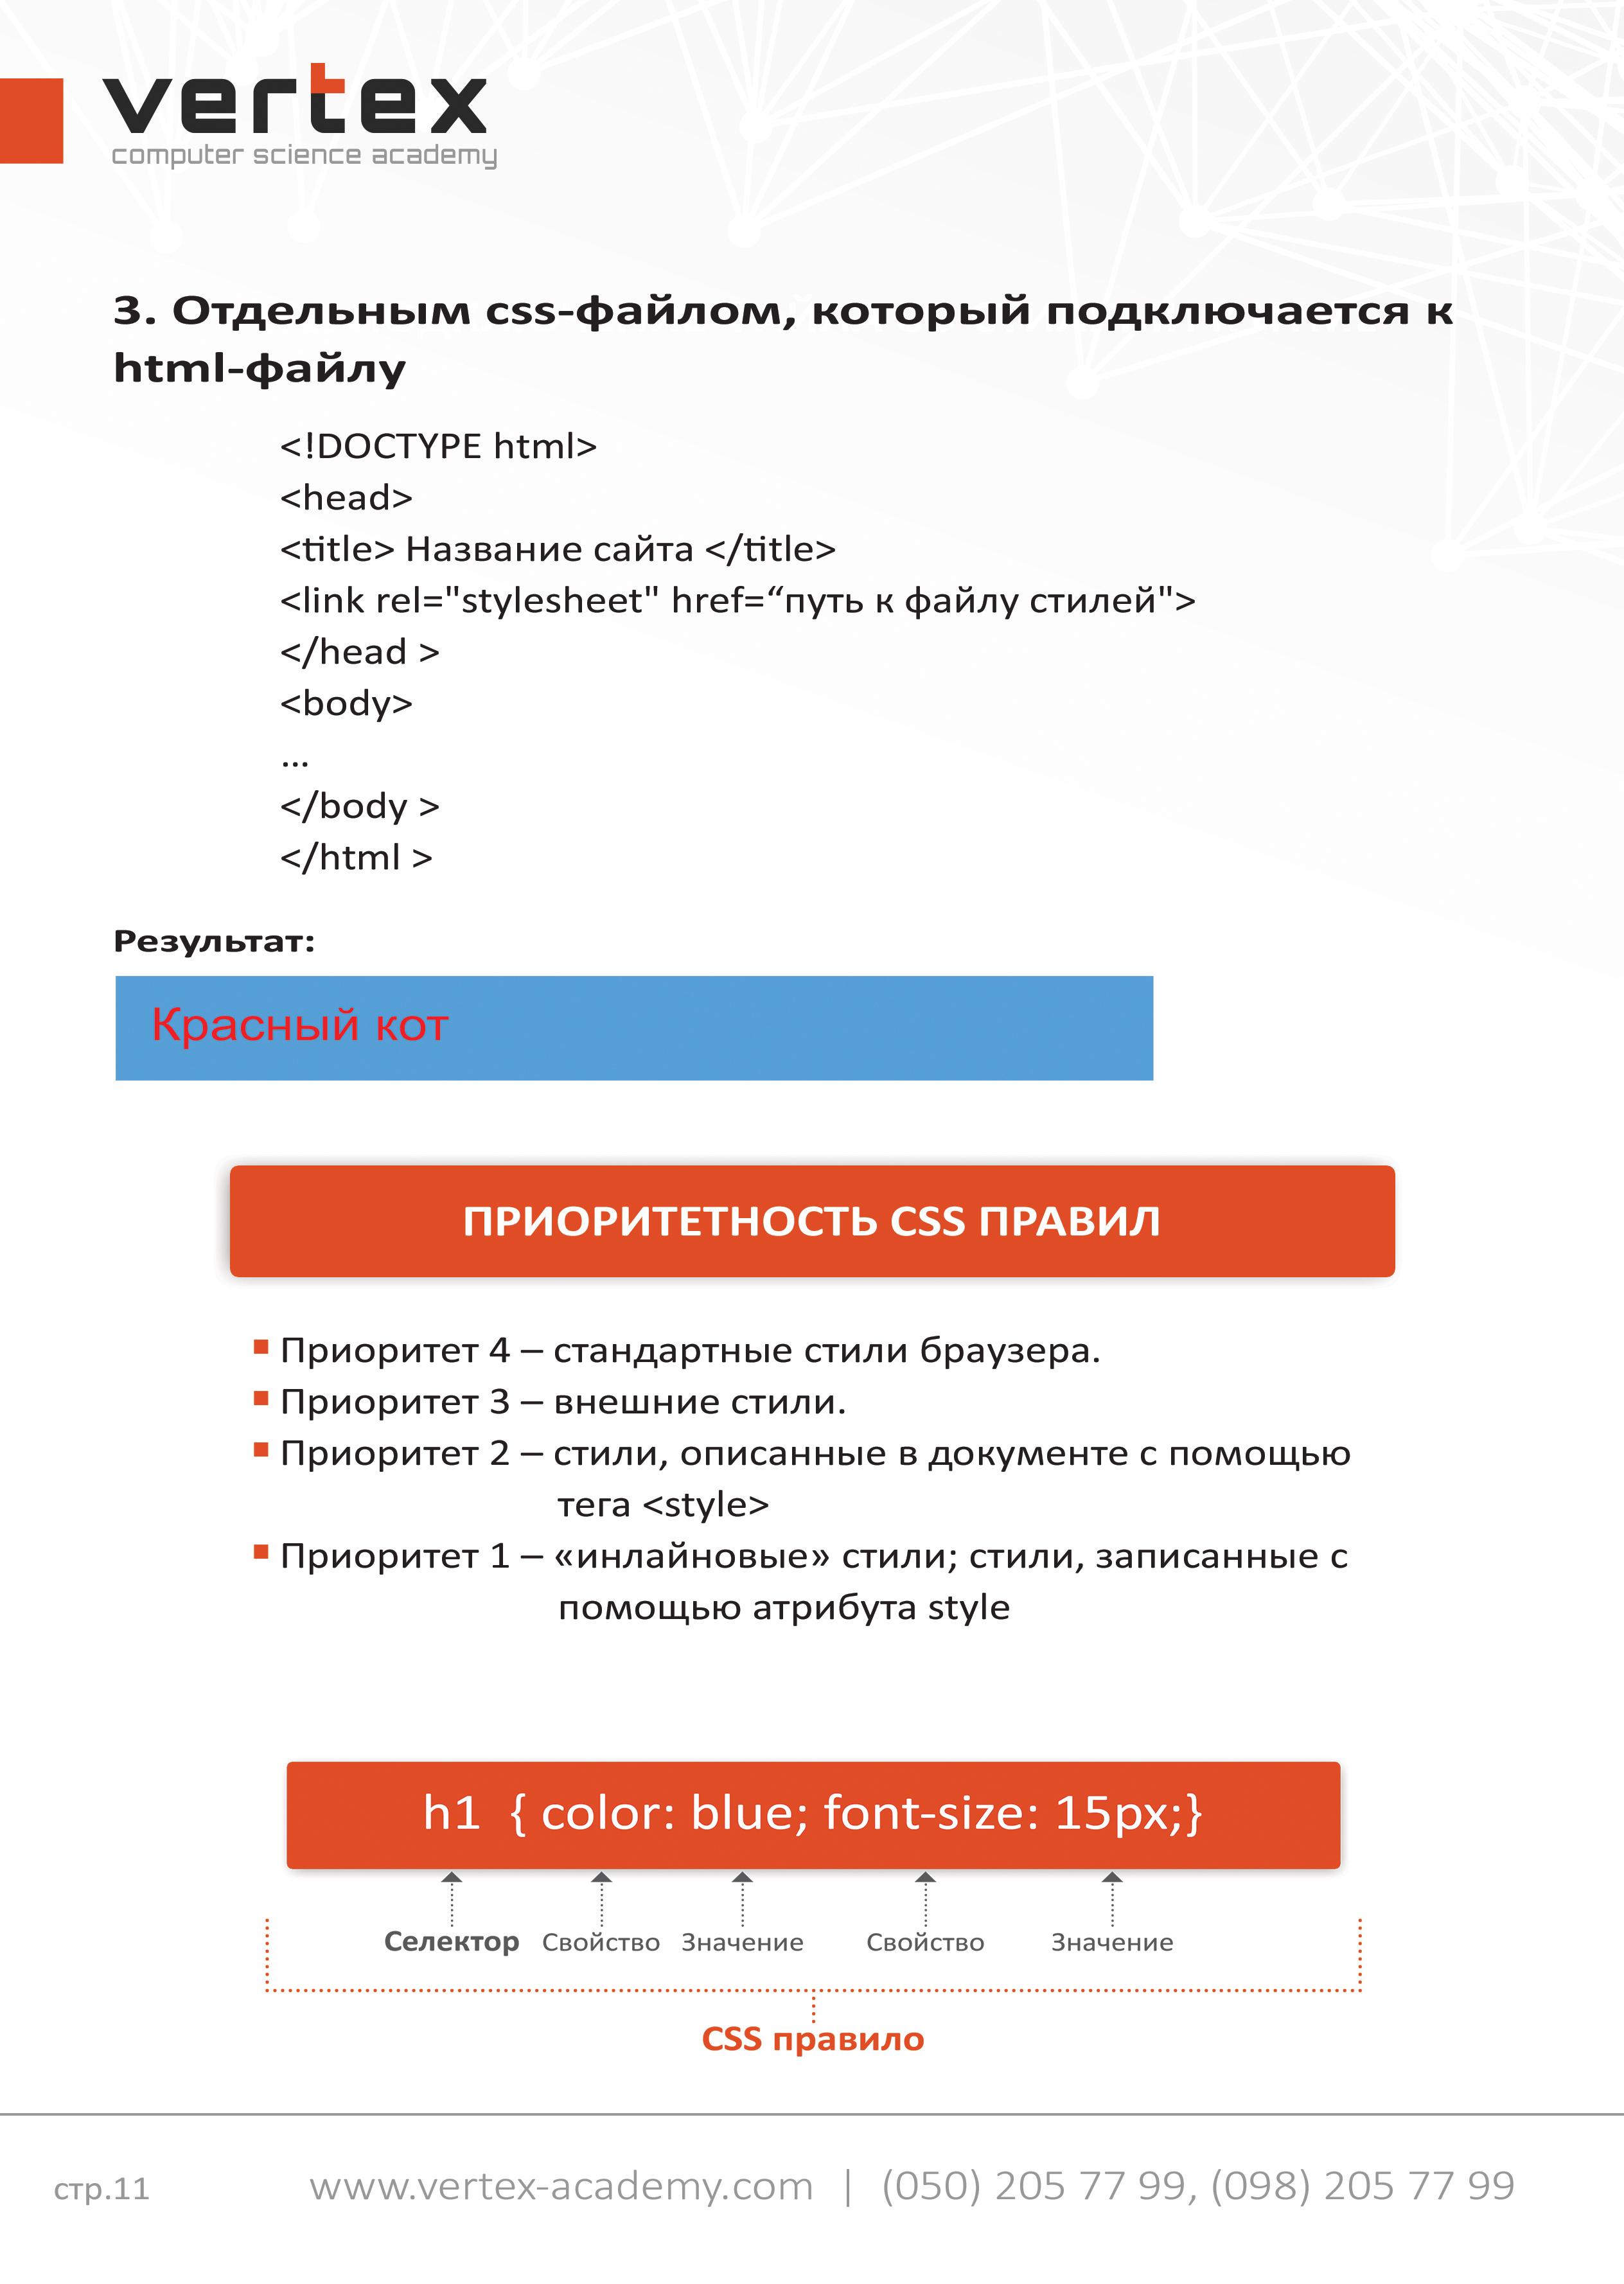 vertex
computer science academy
3. Отдельным css-файлом, который подключается к
html-файлу
<!DOCTYPE html>
<head>
<title> Название сайта </title>
<link rel="stylesheet" href=“путь к файлу стилей">
</head >
<body>
...
</body >
</html >
Результат:
Красный кот
ПРИОРИТЕТНОСТЬ CSS ПРАВИЛ
▪ Приоритет 4 – стандартные стили браузера.
▪ Приоритет 3 – внешние стили.
▪ Приоритет 2 – стили, описанные в документе с помощью
тега <style>
▪ Приоритет 1 – «инлайновые» стили; стили, записанные с
помощью атрибута style
h1 { color: blue; font-size: 15px;}
Селектор Свойство Значение Свойство Значение
CSS правило
стр.11 www.vertex-academy.com | (050) 205 77 99, (098) 205 77 99